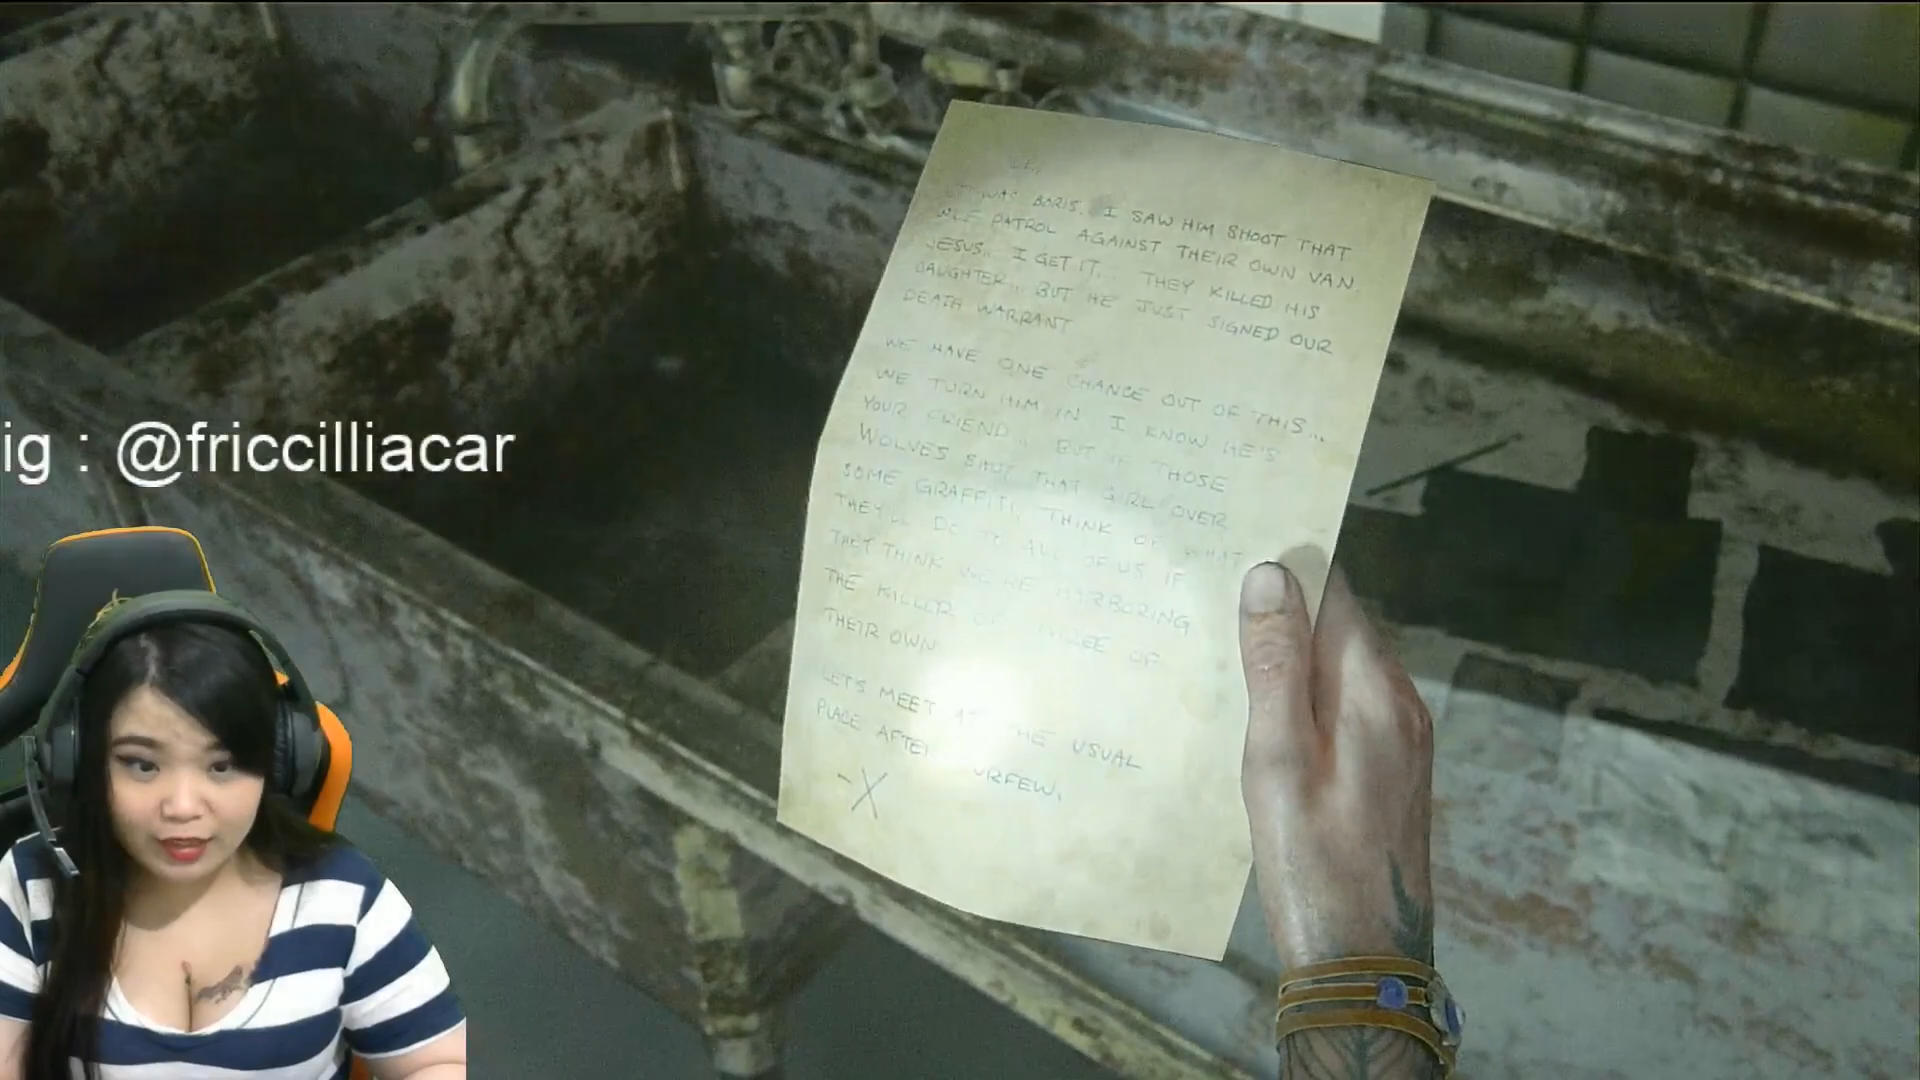 IT WAS BORIS. I SAW HIM SHOOT THAT
WLF PATROL AGAINST THEIR OWN VAN.
JESUS.. I GET IT... THEY KILLED HIS
DAUGHTER... BUT HE JUST SIGNED OUR
DEATH WARRANT
WE HAVE ONE CHANCE OUT OF THIS...
WE TURN HIM IN. I KNOW HE'S
YOUR FRIEND.. BUT IF THOSE
WOLVES SHOT THAT GIRL OVER
SOME GRAFFITI, THINK OF WHAT
THEY'LL DO TO ALL OF US IF
THEY THINK WE'RE HARBORING
THE KILLER OF THREE OF
THEIR OWN
LET'S MEET AT THE USUAL
PLACE AFTER CURFEW.
-X
ig : @friccilliacar